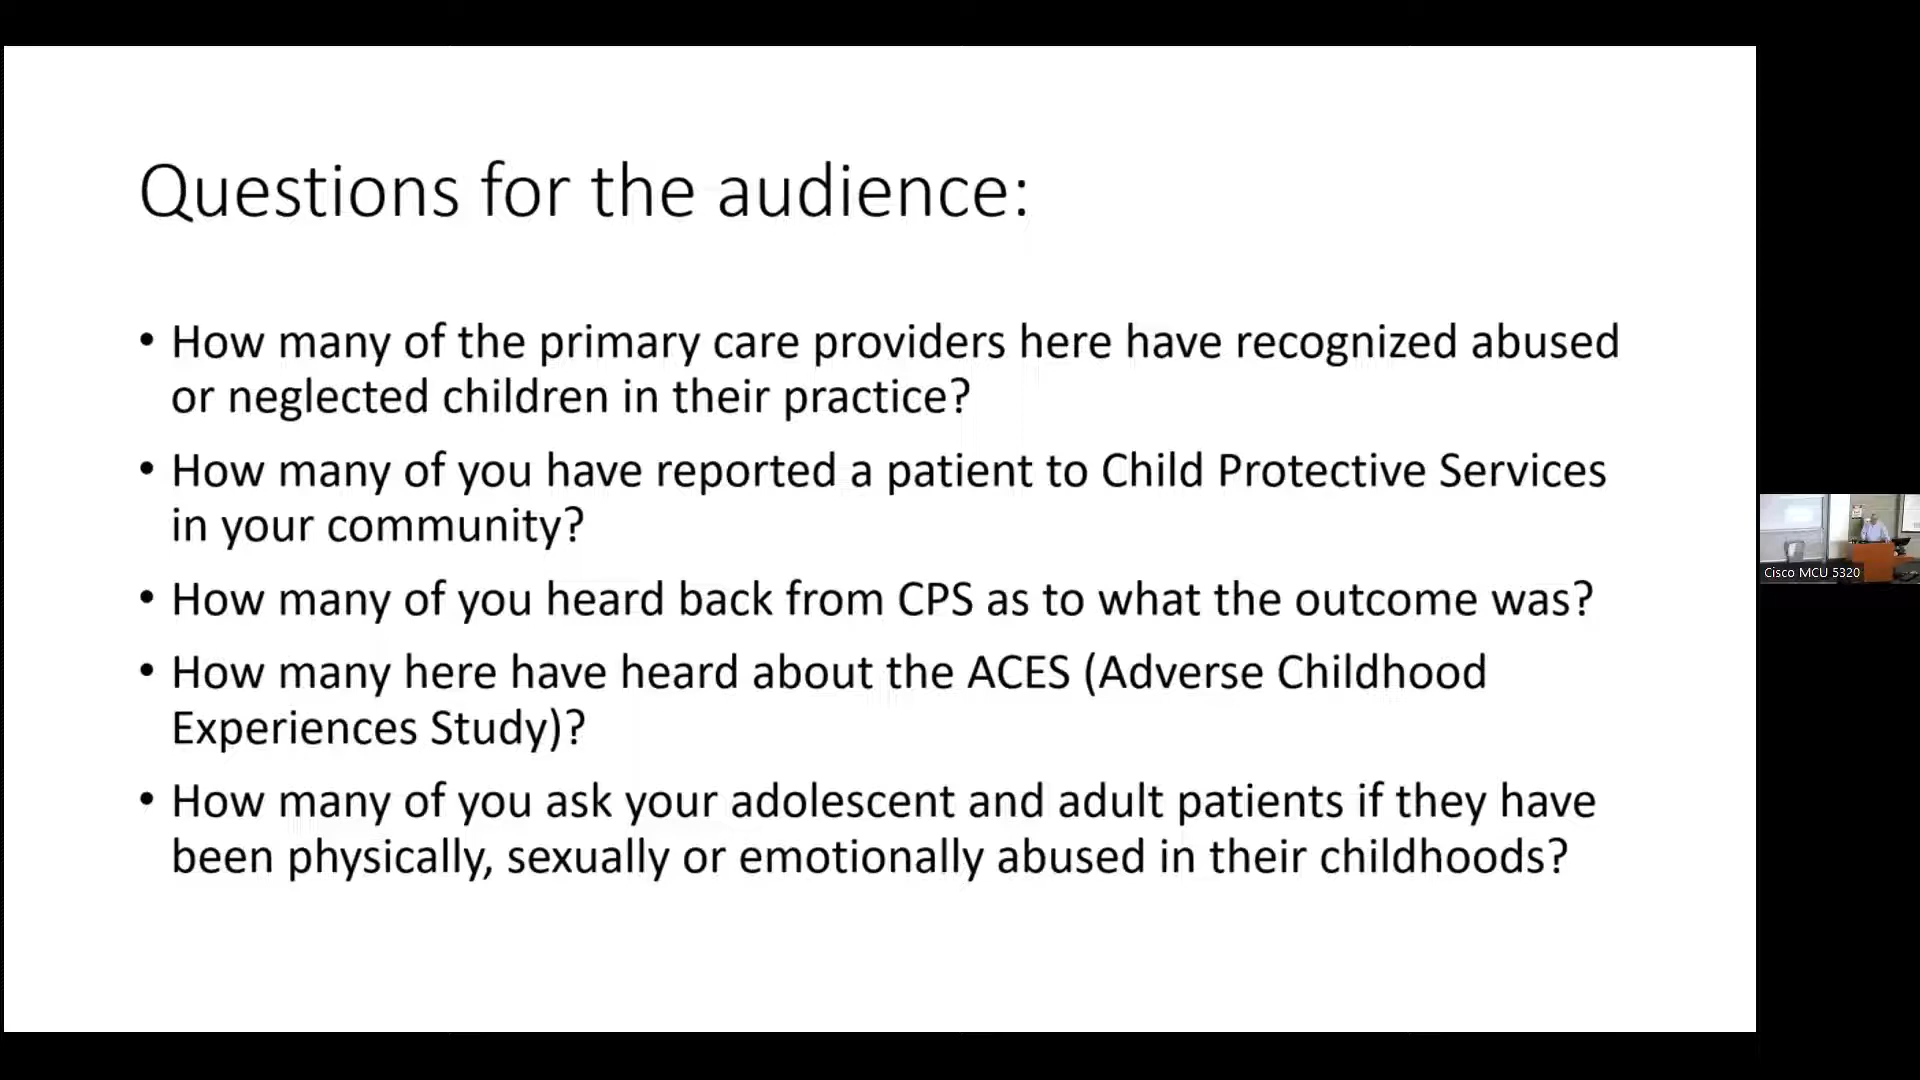 Questions for the audience:
• How many of the primary care providers here have recognized abused
or neglected children in their practice?
• How many of you have reported a patient to Child Protective Services
in your community?
• How many of you heard back from CPS as to what the outcome was?
• How many here have heard about the ACES (Adverse Childhood
Experiences Study)?
• How many of you ask your adolescent and adult patients if they have
been physically, sexually or emotionally abused in their childhoods?
Cisco MCU 5320